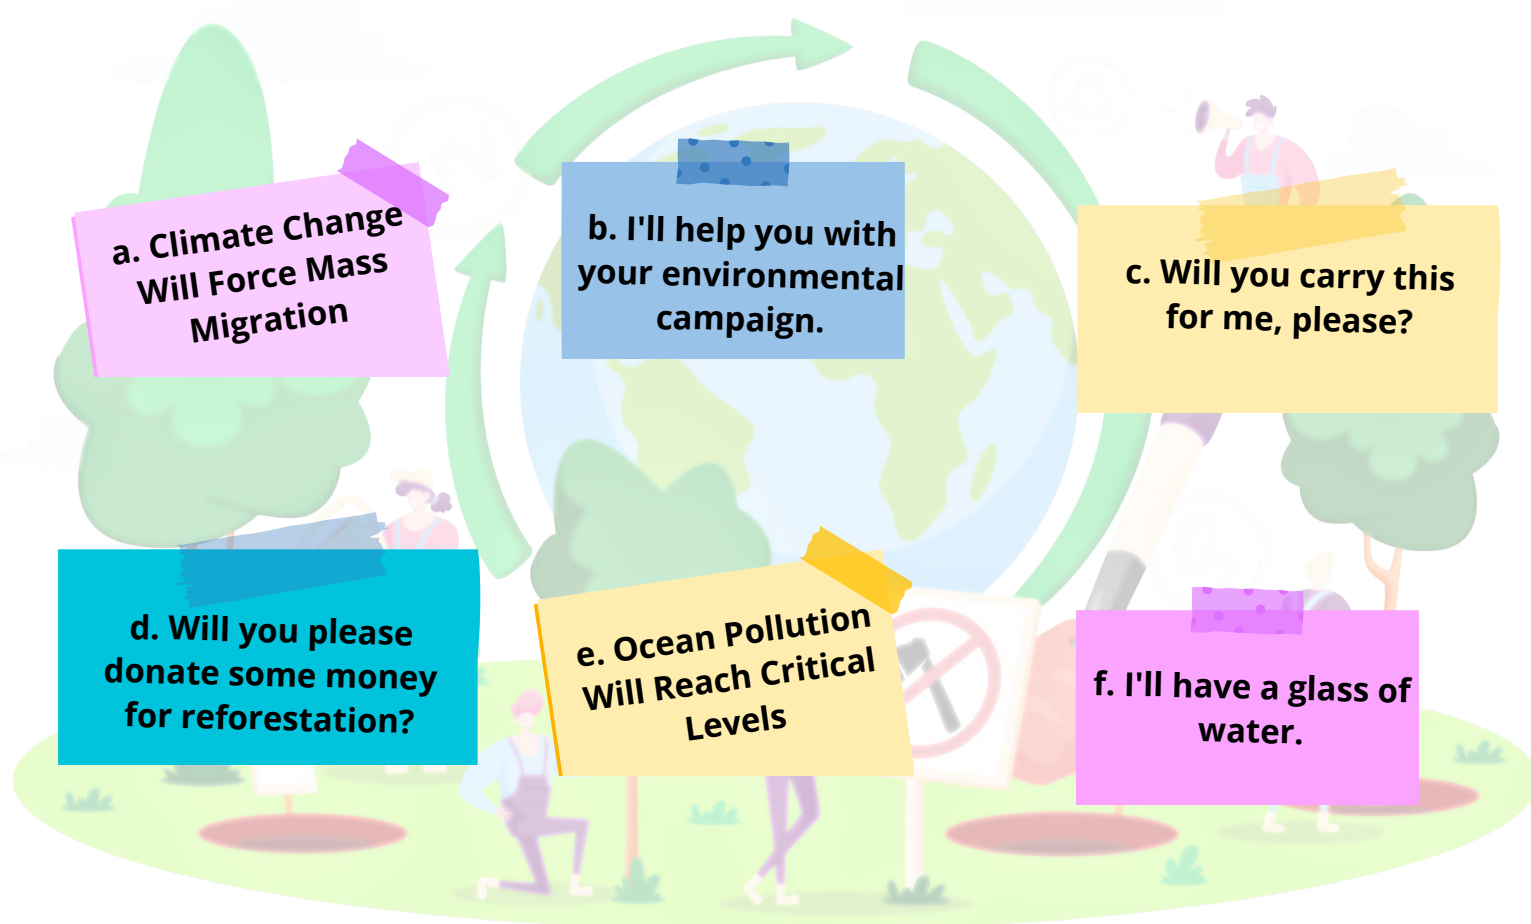 a. Climate Change
Will Force Mass
Migration
b. I'll help you with
your environmental
campaign.
c. Will you carry this
for me, please?
d. Will you please
donate some money
for reforestation?
e. Ocean Pollution
Will Reach Critical
Levels
f. I'll have a glass of
water.